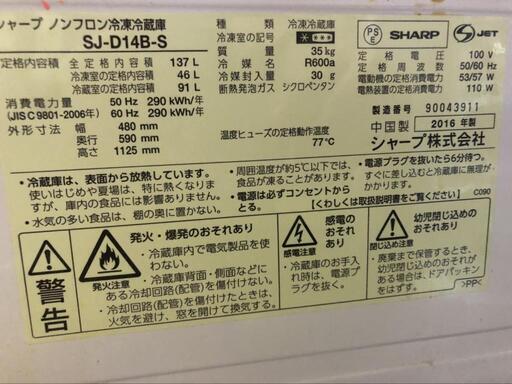 シャープ ノンフロン冷凍冷蔵庫
SJ-D14B-S
定格内容積 全定格内容積 137 L
冷凍室の定格内容積 46 L
冷蔵室の定格内容積 91 L
消費電力量 50 Hz 290 kWh/年
(JIS C9801-2006年) 60 Hz 290 kWh/年
外形寸法 幅 480 mm
奥行 590 mm
高さ 1125 mm
種類 冷凍冷蔵庫
冷凍室の記号
質量 35kg
冷媒 R600a
冷媒封入量 30 g
断熱発泡ガス シクロペンタン
温度ヒューズの定格動作温度
77℃
PS
E
SHARP
S JET
定格電圧 100 V
定格周波数 50/60 Hz
電動機の定格消費電力 53/57 W
電熱装置の定格消費電力 110 W
製造番号 90043911
中国製 2016 年製
シャープ株式会社
・冷蔵庫は、表面から放熱しています。
使いはじめや夏場は、特に熱く感じま
すが、庫内の食品には影響ありません。
・水気の多い食品は、棚の奥に置かない。
・周囲温度が約5℃以下では、食
品が凍るなどの影響があります。
・電源は必ずコンセントから
とる。
・電源プラグを抜いたら6分待つ。
すぐに差し込むと冷蔵庫に無理が
かかります。
【くわしくは取扱説明書をご覧ください】
C090
警告
発火・爆発のおそれあり
発火注意
・冷蔵庫内で電気製品を使
わない。
・冷蔵庫背面・側面などに
ある冷却回路(配管)を傷付けない。
・冷却回路(配管)を傷付けたときは
火気を避け、窓を開けて換気する。
感電の
おそれあり
感電注意
・冷蔵庫のお手
入れ時は、電源
プラグを抜く。
幼児閉じ込めの
おそれあり
・廃棄まで保管するとき、
幼児閉じ込めのおそれが
ある場合は、ドアパッキン
をはずす。
>PP<